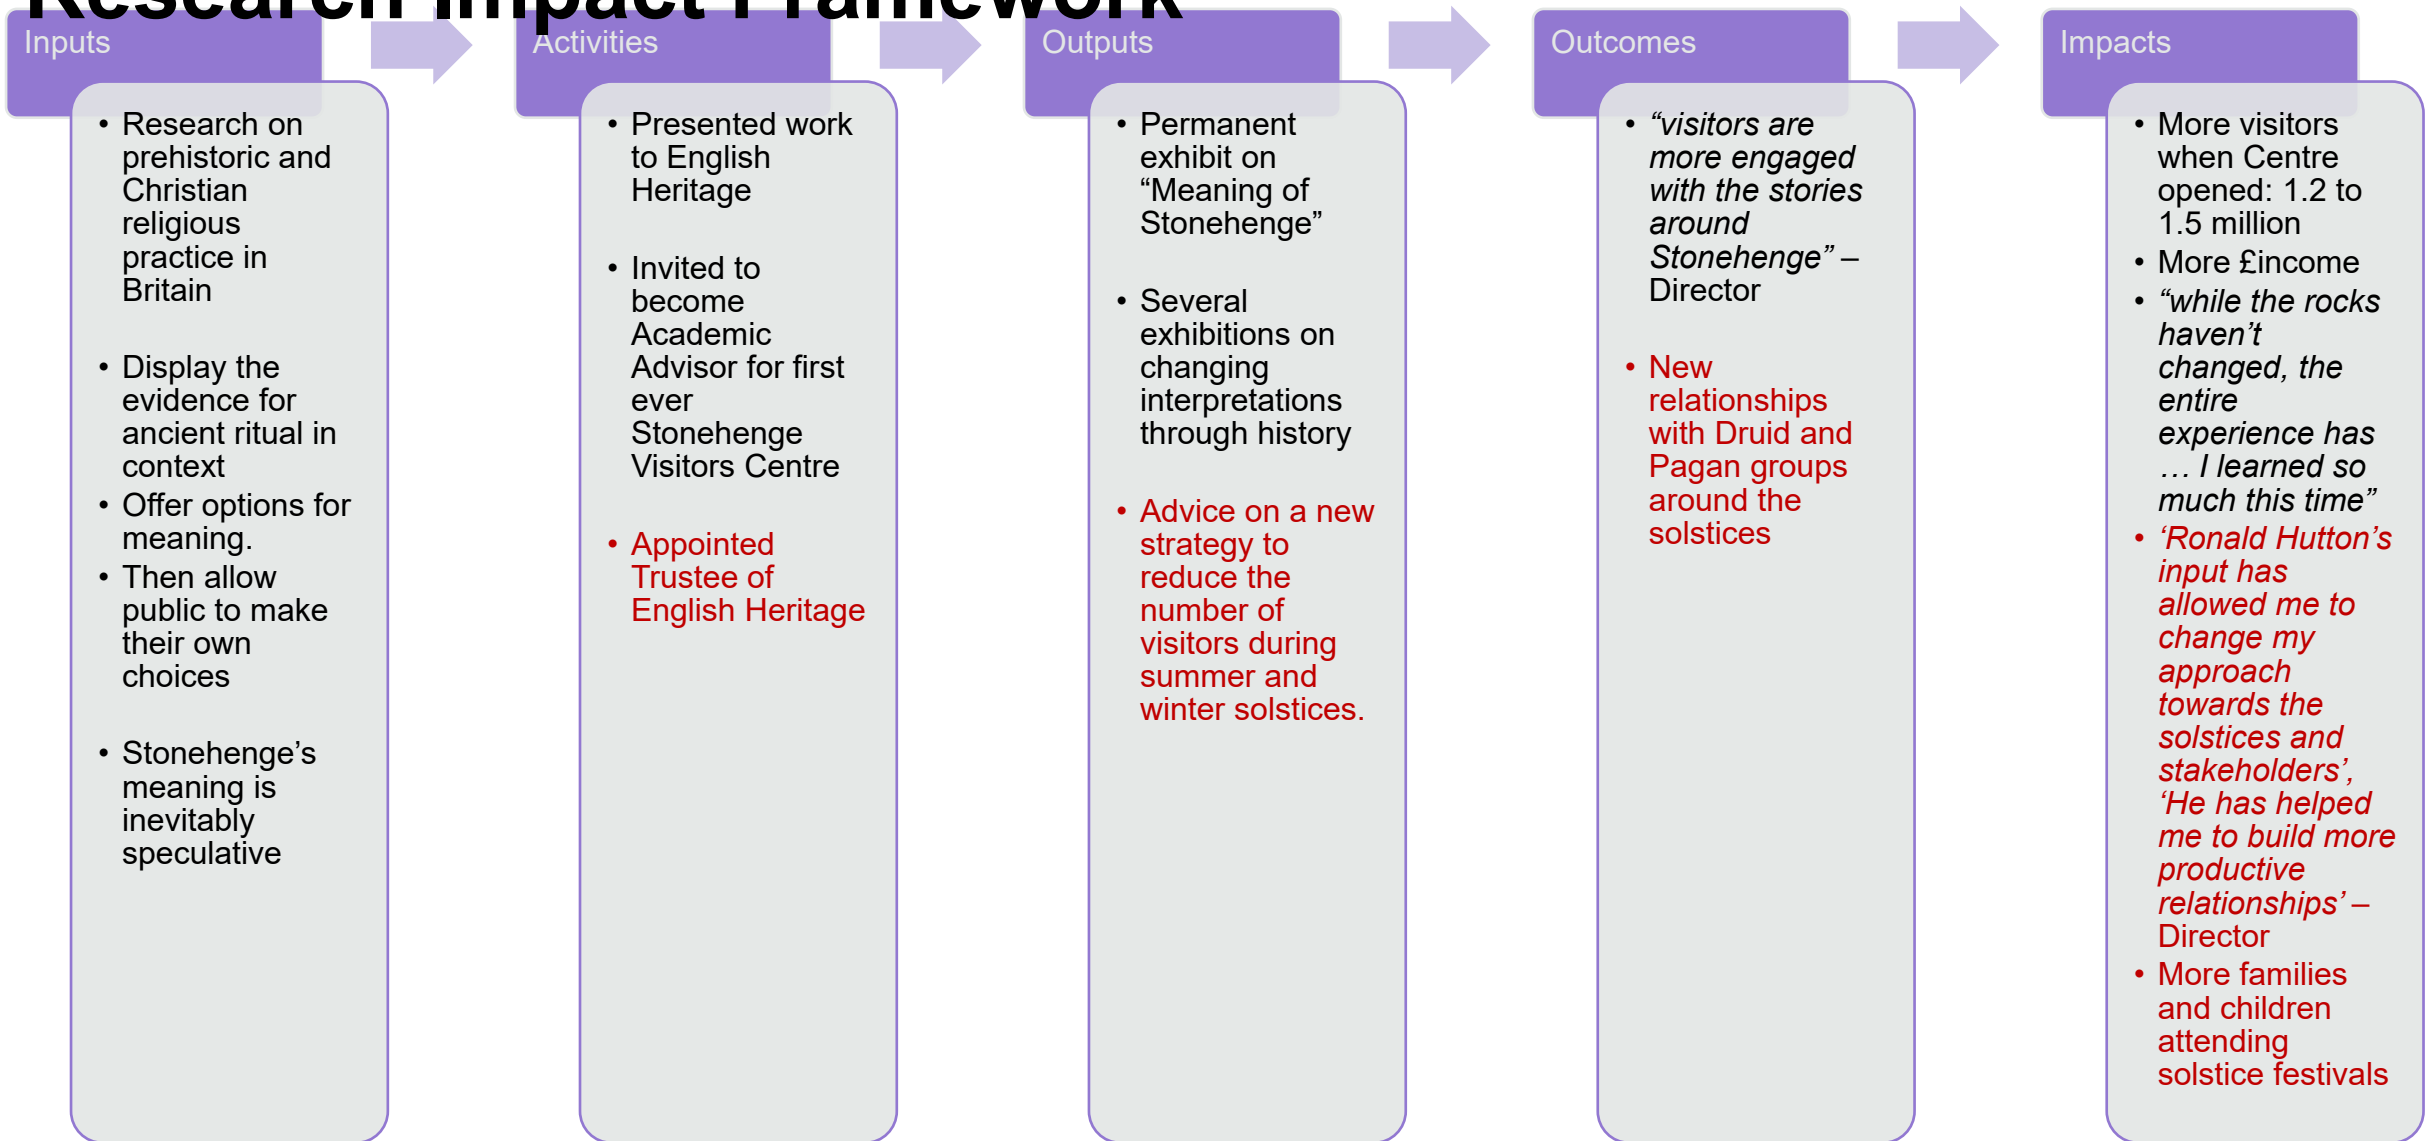 Research Impact Framework
Inputs
• Research on
prehistoric and
Christian
religious
practice in
Britain
• Display the
evidence for
ancient ritual in
context
• Offer options for
meaning.
• Then allow
public to make
their own
choices
• Stonehenge’s
meaning is
inevitably
speculative
Activities
• Presented work
to English
Heritage
• Invited to
become
Academic
Advisor for first
ever
Stonehenge
Visitors Centre
• Appointed
Trustee of
English Heritage
Outputs
• Permanent
exhibit on
“Meaning of
Stonehenge”
• Several
exhibitions on
changing
interpretations
through history
• Advice on a new
strategy to
reduce the
number of
visitors during
summer and
winter solstices.
Outcomes
• “visitors are
more engaged
with the stories
around
Stonehenge” –
Director
• New
relationships
with Druid and
Pagan groups
around the
solstices
Impacts
• More visitors
when Centre
opened: 1.2 to
1.5 million
• More £income
• “while the rocks
haven’t
changed, the
entire
experience has
… I learned so
much this time”
• ‘Ronald Hutton’s
input has
allowed me to
change my
approach
towards the
solstices and
stakeholders’,
‘He has helped
me to build more
productive
relationships’ –
Director
• More families
and children
attending
solstice festivals